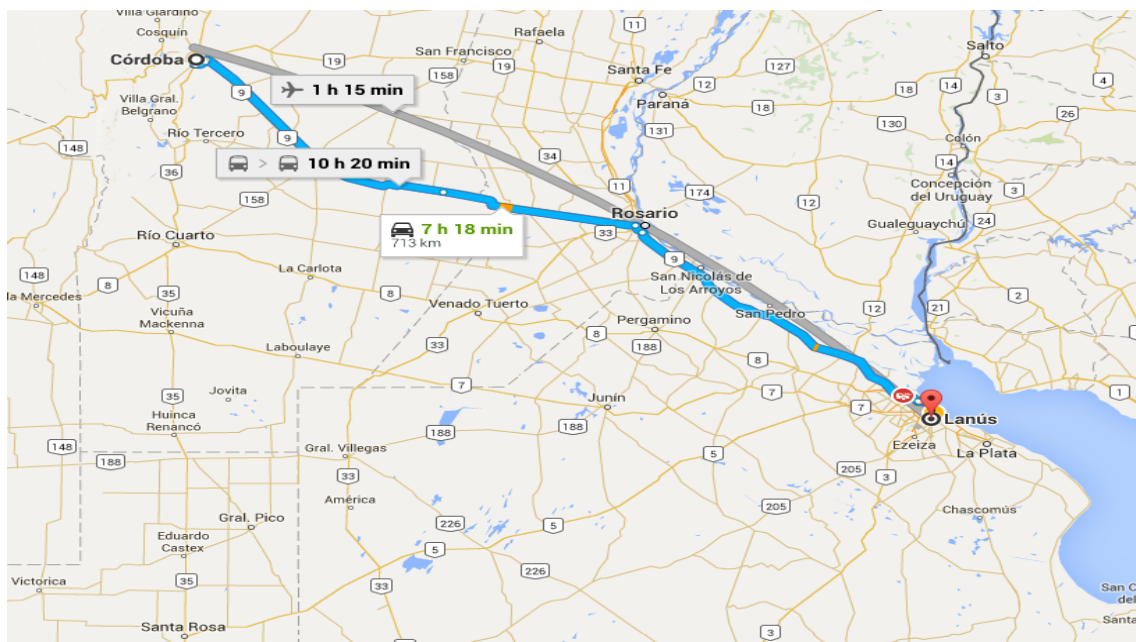 Villa Giardino
Cosquín
Córdoba
Villa Gral.
Belgrano
Río Tercero
San Francisco
Rafaela
Santa Fe
Paraná
Salto
Colón
Concepción
del Uruguay
Gualeguaychú
1 h 15 min
10 h 20 min
7 h 18 min
713 km
Rosario
San Nicolás de
Los Arroyos
San Pedro
Pergamino
Río Cuarto
La Carlota
Venado Tuerto
la Mercedes
Vicuña
Mackenna
Laboulaye
Jovita
Huinca
Renancó
Junín
Gral. Villegas
América
Gral. Pico
Eduardo
Castex
Victorica
Santa Rosa
Lanús
Ezeiza
La Plata
Chascomús
San C
del
Santa
11
19
158
19
9
9
148
36
158
34
11
12
131
127
18
18
14
3
4
130
26
14
14
3
174
12
24
33
9
148
8
35
8
33
8
188
8
12
21
2
7
7
7
1
35
148
188
188
33
5
205
3
205
226
5
5
226
35
33
3